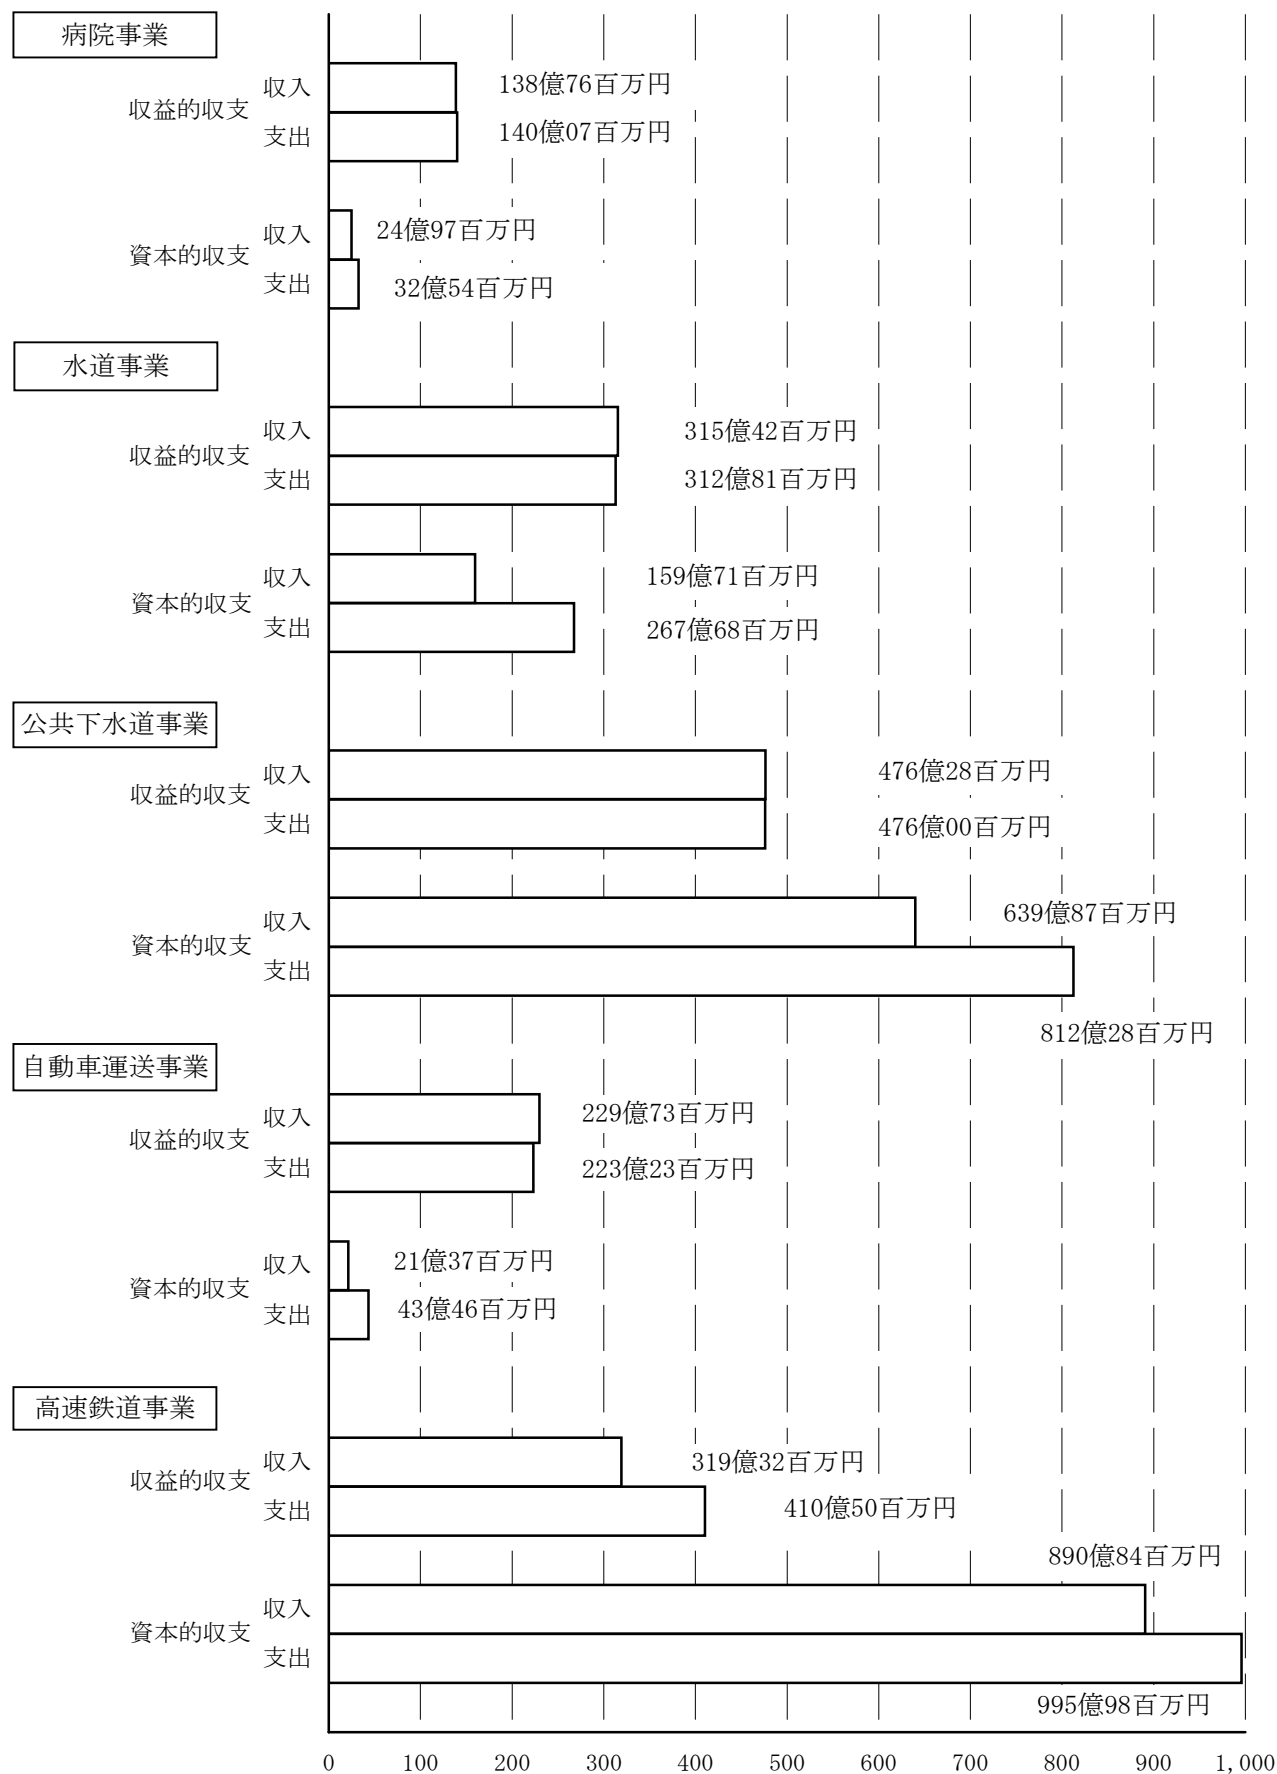 病院事業
収益的収支
収入 138億76百万円
支出 140億07百万円
資本的収支
収入 24億97百万円
支出 32億54百万円
水道事業
収益的収支
収入 315億42百万円
支出 312億81百万円
資本的収支
収入 159億71百万円
支出 267億68百万円
公共下水道事業
収益的収支
収入 476億28百万円
支出 476億00百万円
資本的収支
収入 639億87百万円
支出 812億28百万円
自動車運送事業
収益的収支
収入 229億73百万円
支出 223億23百万円
資本的収支
収入 21億37百万円
支出 43億46百万円
高速鉄道事業
収益的収支
収入 319億32百万円
支出 410億50百万円
資本的収支
収入 890億84百万円
支出 995億98百万円
0 100 200 300 400 500 600 700 800 900 1,000